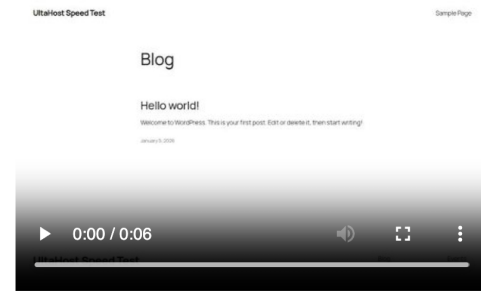 UltaHost Speed Test
Sample Page
Blog
Hello world!
Welcome to WordPress. This is your first post. Edit or delete it, then start writing!
0:00 / 0:06
UltaHost Speed Test